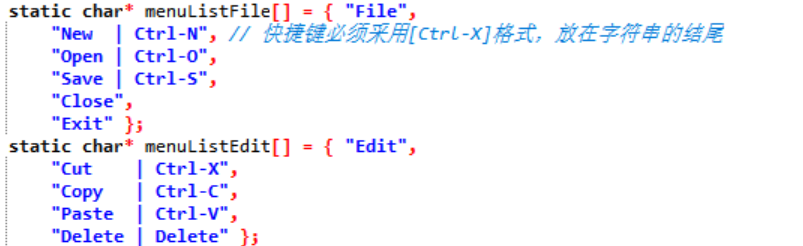 static char* menuListFile[] = { "File",
    "New  | Ctrl-N", // 快捷键必须采用[Ctrl-X]格式，放在字符串的结尾
    "Open | Ctrl-O",
    "Save | Ctrl-S",
    "Close",
    "Exit" };
static char* menuListEdit[] = { "Edit",
    "Cut    | Ctrl-X",
    "Copy   | Ctrl-C",
    "Paste  | Ctrl-V",
    "Delete | Delete" };